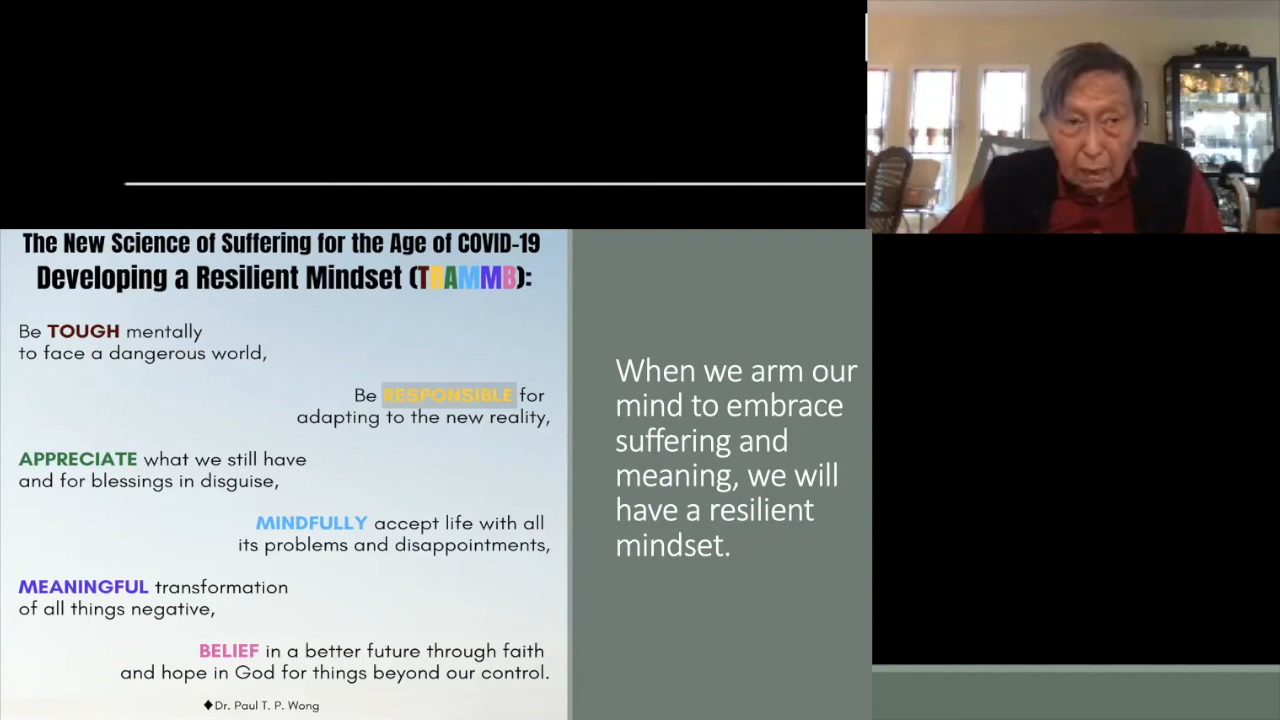 The New Science of Suffering for the Age of COVID-19
Developing a Resilient Mindset (TRAMMB):
Be TOUGH mentally
to face a dangerous world,
Be RESPONSIBLE for
adapting to the new reality,
APPRECIATE what we still have
and for blessings in disguise,
MINDFULLY accept life with all
its problems and disappointments,
MEANINGFUL transformation
of all things negative,
BELIEF in a better future through faith
and hope in God for things beyond our control.
♦Dr. Paul T. P. Wong
When we arm our
mind to embrace
suffering and
meaning, we will
have a resilient
mindset.